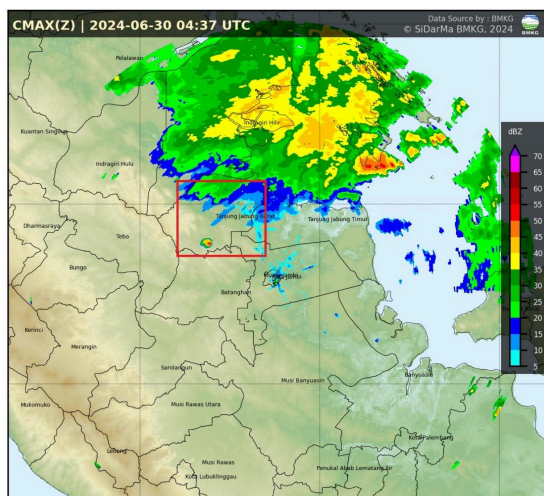 CMAX(Z) | 2024-06-30 04:37 UTC
Data Source by : BMKG
© SiDarMa BMKG, 2024
BMKG
Pelalawan
Indragiri Hilir
Kuantan Singingi
Indragiri Hulu
dBZ
70
65
60
55
50
45
40
35
30
25
20
15
10
5
Tanjung Jabung Barat
Tanjung Jabung Timur
Dharmasraya
Tebo
Bungo
Batanghari
Kerinci
Merangin
Sarolangun
Musi Banyuasin
Banyuasin
Mukomuko
Musi Rawas Utara
Kota Palembang
Lebong
Musi Rawas
Kota Lubuklinggau
Penukal Abab Lematang Ilir